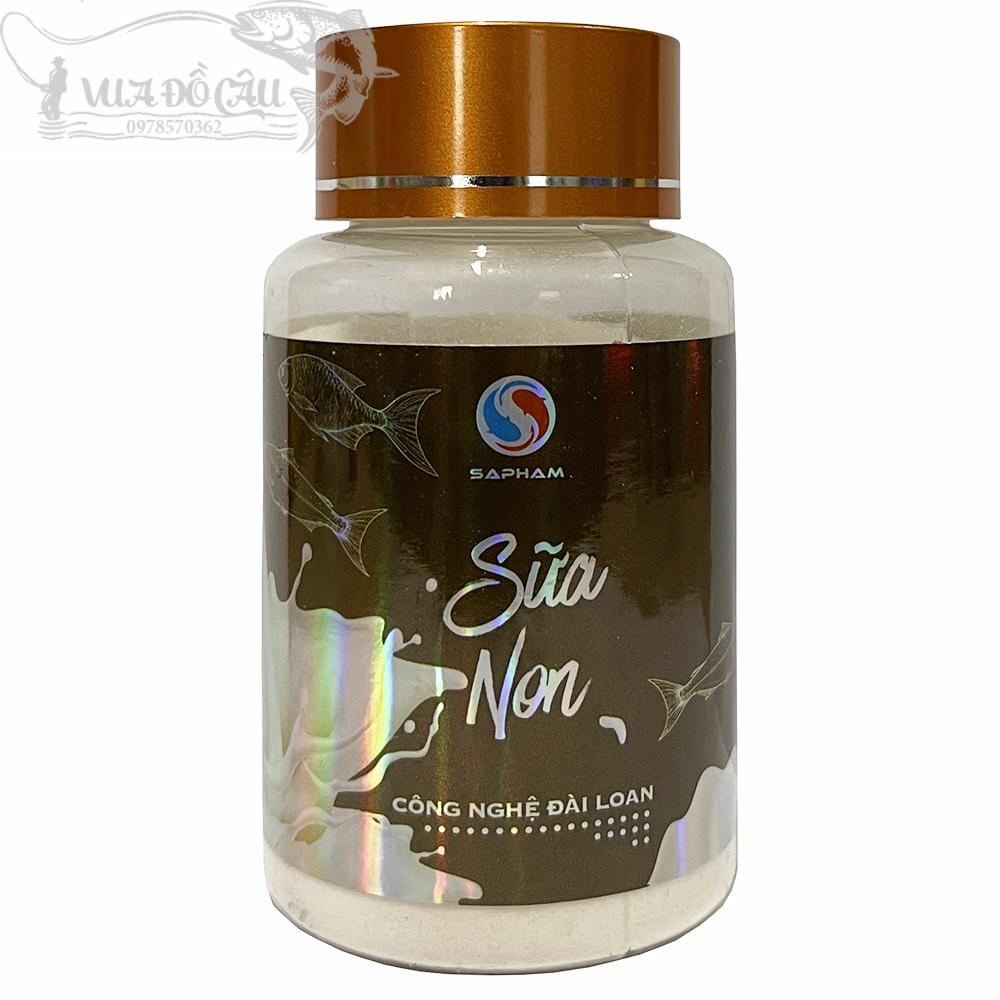 VUA ĐỒ CÂU
0978570362
SAPHAM
Sữa
Non
CÔNG NGHỆ ĐÀI LOAN